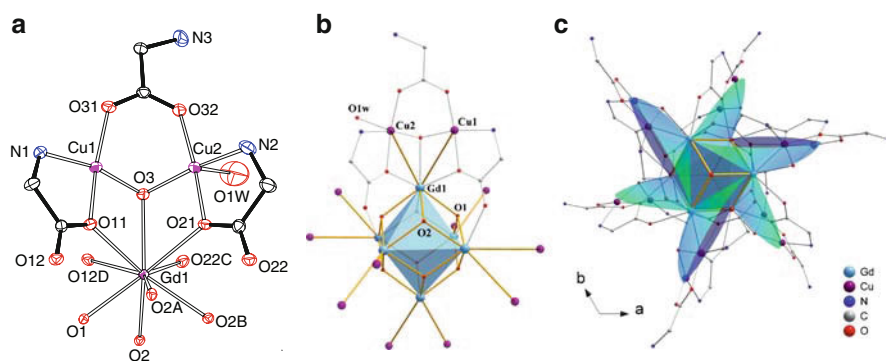 a
N3
O31
O32
N1
Cu1
Cu2
N2
O3
O1W
O11
O21
O12
O12D
O22C
O22
Gd1
O2A
O1
O2B
O2
b
O1w
Cu2
Cu1
Gd1
O1
O2
c
b
a
Gd
Cu
N
C
O